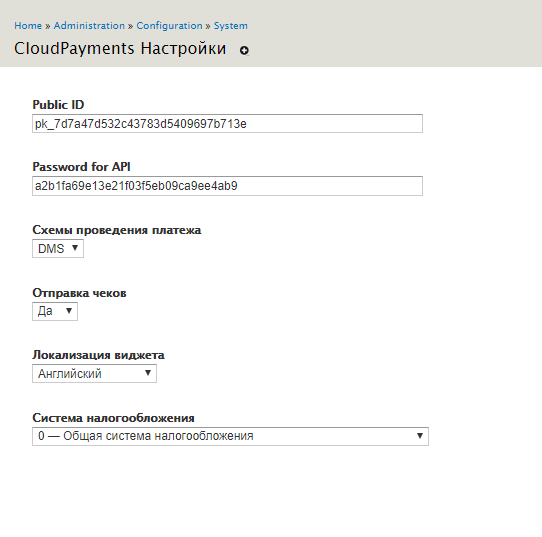 Home » Administration » Configuration » System
CloudPayments Настройки
Public ID
pk_7d7a47d532c43783d5409697b713e
Password for API
a2b1fa69e13e21f03f5eb09ca9ee4ab9
Схемы проведения платежа
DMS
Отправка чеков
Да
Локализация виджета
Английский
Система налогообложения
0 — Общая система налогообложения